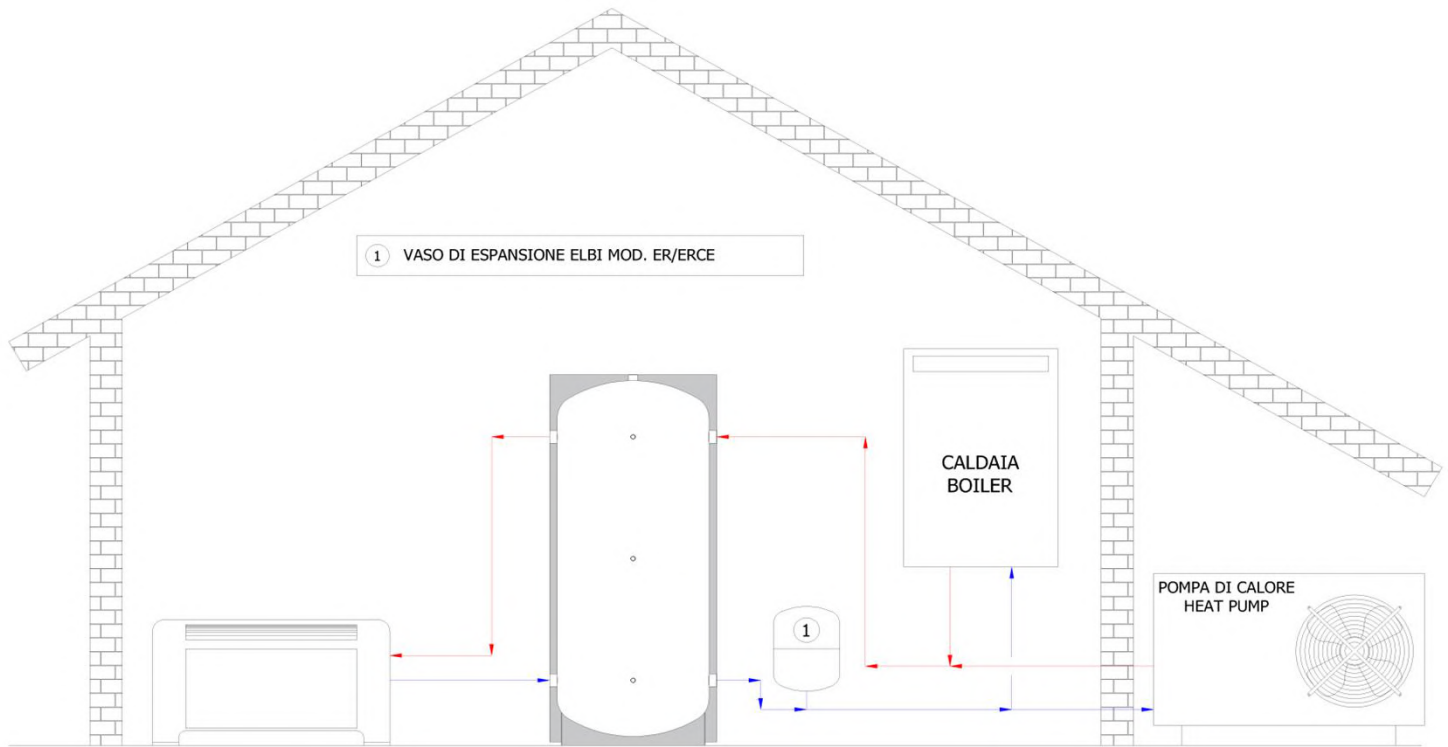 1 VASO DI ESPANSIONE ELBI MOD. ER/ERCE
CALDAIA
BOILER
POMPA DI CALORE
HEAT PUMP
1